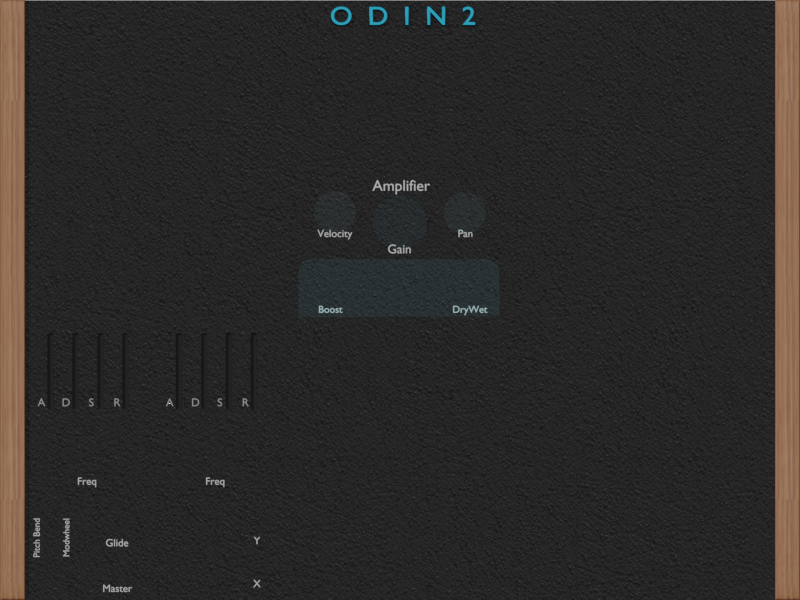 ODIN2
Amplifier
Velocity
Pan
Gain
Boost
DryWet
A D S R
A D S R
Freq
Freq
Pitch Bend
Modwheel
Glide
Y
Master
X